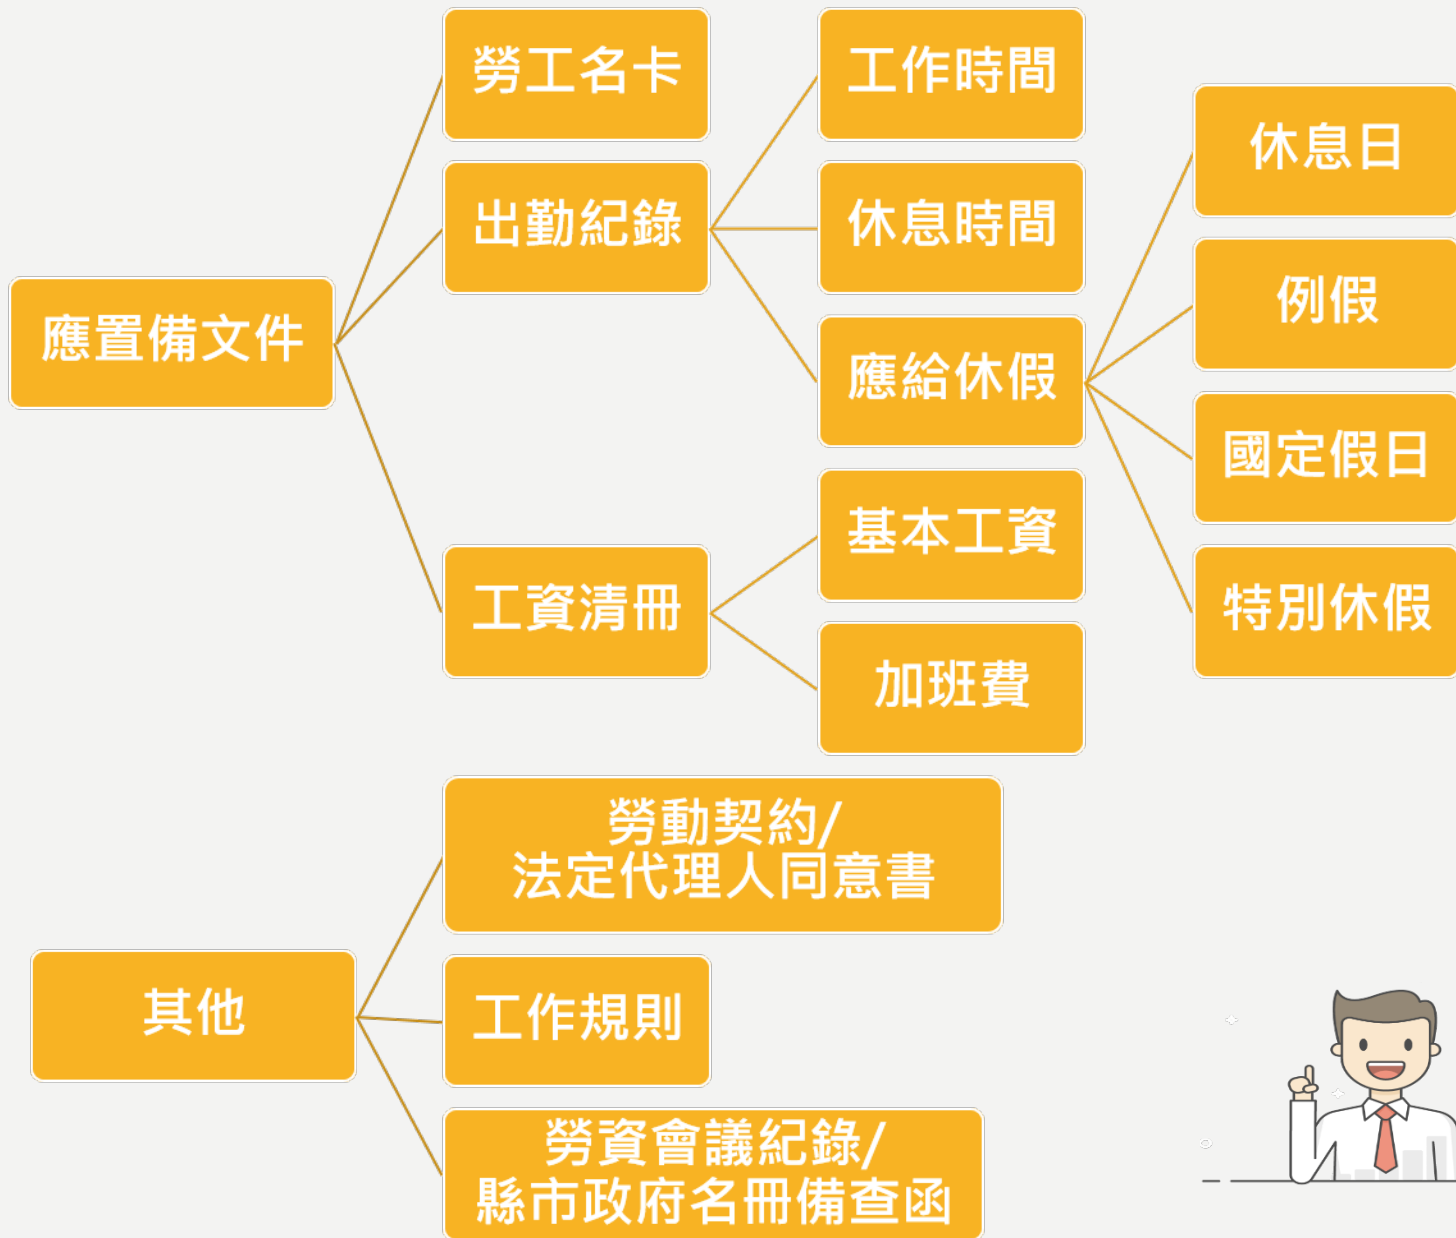 應置備文件
勞工名卡
出勤紀錄
工作時間
休息時間
應給休假
休息日
例假
國定假日
特別休假
工資清冊
基本工資
加班費
其他
勞動契約/
法定代理人同意書
工作規則
勞資會議紀錄/
縣市政府名冊備查函